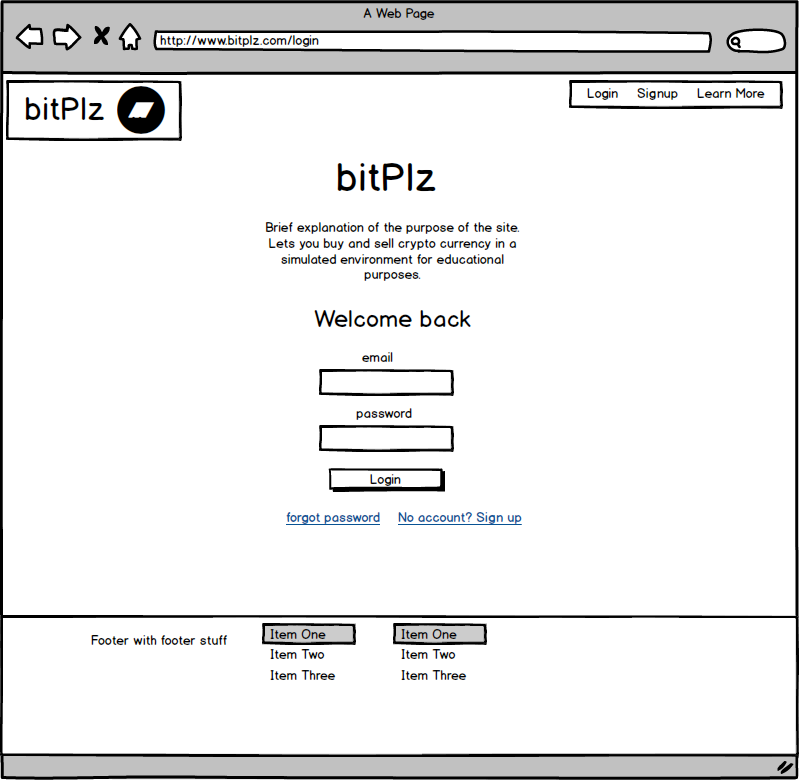 A Web Page
http://www.bitplz.com/login
bitPlz
Login Signup Learn More
bitPlz
Brief explanation of the purpose of the site.
Lets you buy and sell crypto currency in a
simulated environment for educational
purposes.
Welcome back
email
password
Login
forgot password No account? Sign up
Footer with footer stuff
Item One
Item Two
Item Three
Item One
Item Two
Item Three